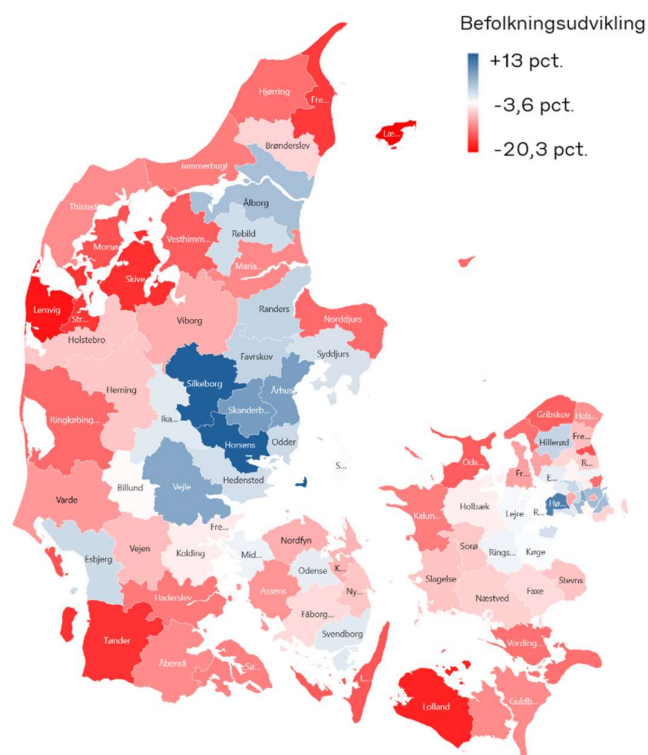 Befolkningsudvikling
+13 pct.
-3,6 pct.
-20,3 pct.
Hjørring
Fre...
Læ...
Brønderslev
Jammerbugt
Thisted
Ålborg
Rebild
Morsø
Vesthimm...
Maria...
Skive
Lemvig
Str...
Viborg
Randers
Norddjurs
Holstebro
Syddjurs
Favrskov
Silkeborg
Århus
Herning
Ika...
Skanderb...
Ringkøbing...
Horsens
Odder
S...
Hedensted
Billund
Vejle
Varde
Fre...
Esbjerg
Vejen
Kolding
Mid...
Nordfyn
Odense
K...
Haderslev
Assens
Ny...
Fåborg...
Svendborg
Tønder
Åbenrå
Sø...
L...
Gribskov
Hels...
Hillerød
Fre...
Ods...
Fr...
R...
E...
Kalun...
Holbæk
Lejre
R...
Hø...
Sorø
Rings...
Køge
Slagelse
Næstved
Faxe
Stevns
Vording...
Lolland
Guldb...